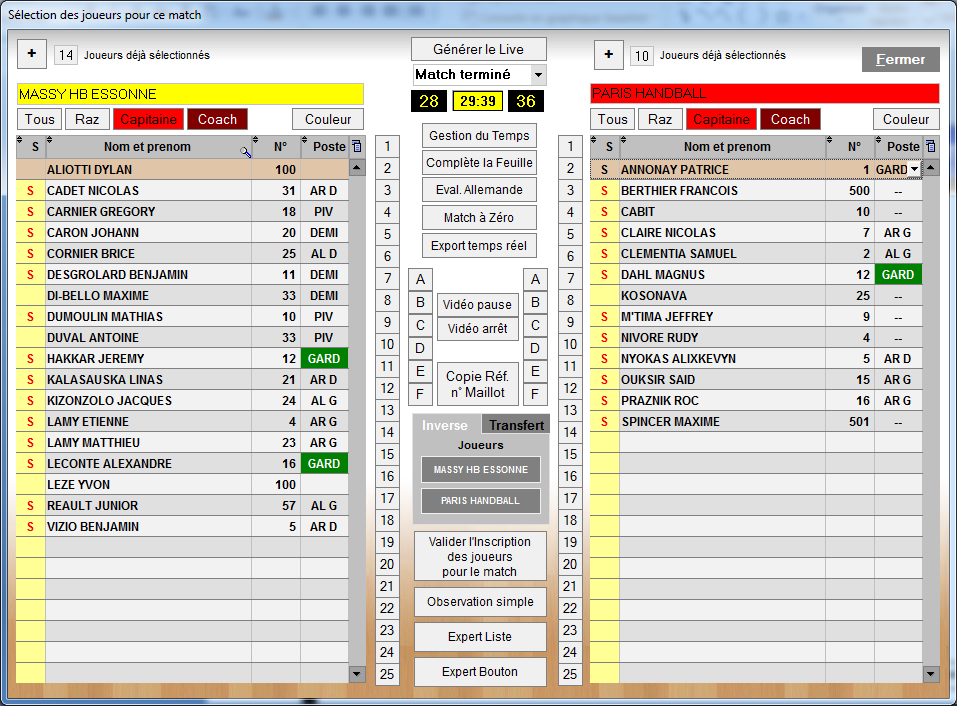 Sélection des joueurs pour ce match
+ 14 Joueurs déjà sélectionnés
MASSY HB ESSONNE
Tous Raz Capitaine Coach Couleur
S Nom et prenom N° Poste
ALIOTTI DYLAN 100
S CADET NICOLAS 31 AR D
S CARNIER GREGORY 18 PIV
S CARON JOHANN 20 DEMI
S CORNIER BRICE 25 AL D
S DESGROLARD BENJAMIN 11 DEMI
DI-BELLO MAXIME 33 DEMI
S DUMOULIN MATHIAS 10 PIV
DUVAL ANTOINE 33 PIV
S HAKKAR JEREMY 12 GARD
S KALASAUSKA LINAS 21 AR D
S KIZONZOLO JACQUES 24 AL G
S LAMY ETIENNE 4 AR G
S LAMY MATTHIEU 23 AR G
S LECONTE ALEXANDRE 16 GARD
LEZE YVON 100
S REAULT JUNIOR 57 AL G
S VIZIO BENJAMIN 5 AR D
1
2
3
4
5
6
7
8
9
10
11
12
13
14
15
16
17
18
19
20
21
22
23
24
25
Générer le Live
Match terminé
28 29:39 36
Gestion du Temps
Complète la Feuille
Eval. Allemande
Match à Zéro
Export temps réel
A
B
C
D
E
F
Vidéo pause
Vidéo arrêt
Copie Réf.
n° Maillot
A
B
C
D
E
F
Inverse Transfert
Joueurs
MASSY HB ESSONNE
PARIS HANDBALL
Valider l'Inscription
des joueurs
pour le match
Observation simple
Expert Liste
Expert Bouton
1
2
3
4
5
6
7
8
9
10
11
12
13
14
15
16
17
18
19
20
21
22
23
24
25
+ 10 Joueurs déjà sélectionnés
Fermer
PARIS HANDBALL
Tous Raz Capitaine Coach Couleur
S Nom et prenom N° Poste
S ANNONAY PATRICE 1 GARD
S BERTHIER FRANCOIS 500 --
S CABIT 10 --
S CLAIRE NICOLAS 7 AR G
S CLEMENTIA SAMUEL 2 AL G
S DAHL MAGNUS 12 GARD
KOSONAVA 25 --
S M'TIMA JEFFREY 9 --
S NIVORE RUDY 4 --
S NYOKAS ALIXKEVYN 5 AR D
S OUKSIR SAID 15 AR G
S PRAZNIK ROC 16 AR G
S SPINCER MAXIME 501 --